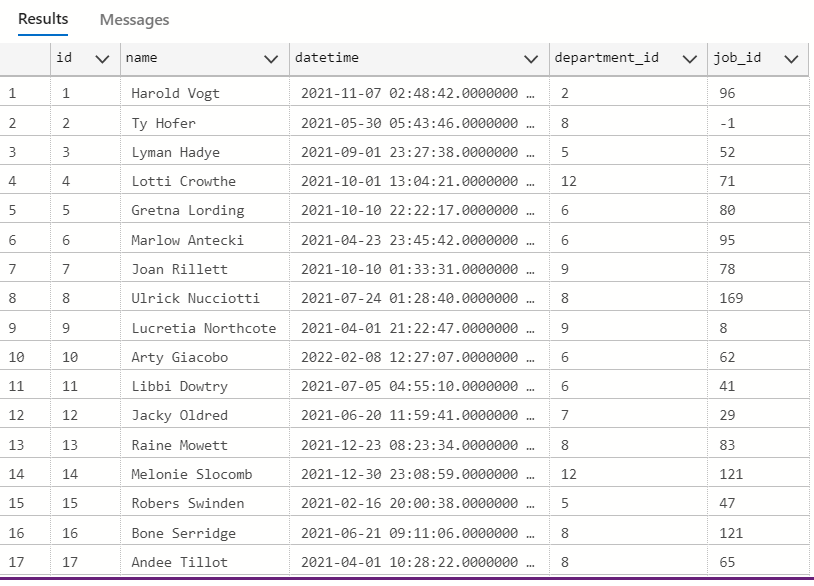 Results Messages
id name datetime department_id job_id
1 1 Harold Vogt 2021-11-07 02:48:42.0000000 … 2 96
2 2 Ty Hofer 2021-05-30 05:43:46.0000000 … 8 -1
3 3 Lyman Hadye 2021-09-01 23:27:38.0000000 … 5 52
4 4 Lotti Crowthe 2021-10-01 13:04:21.0000000 … 12 71
5 5 Gretna Lording 2021-10-10 22:22:17.0000000 … 6 80
6 6 Marlow Antecki 2021-04-23 23:45:42.0000000 … 6 95
7 7 Joan Rillett 2021-10-10 01:33:31.0000000 … 9 78
8 8 Ulrick Nucciotti 2021-07-24 01:28:40.0000000 … 8 169
9 9 Lucretia Northcote 2021-04-01 21:22:47.0000000 … 9 8
10 10 Arty Giacobo 2022-02-08 12:27:07.0000000 … 6 62
11 11 Libbi Dowtry 2021-07-05 04:55:10.0000000 … 6 41
12 12 Jacky Oldred 2021-06-20 11:59:41.0000000 … 7 29
13 13 Raine Mowett 2021-12-23 08:23:34.0000000 … 8 83
14 14 Melonie Slocomb 2021-12-30 23:08:59.0000000 … 12 121
15 15 Robers Swinden 2021-02-16 20:00:38.0000000 … 5 47
16 16 Bone Serridge 2021-06-21 09:11:06.0000000 … 8 121
17 17 Andee Tillot 2021-04-01 10:28:22.0000000 … 8 65